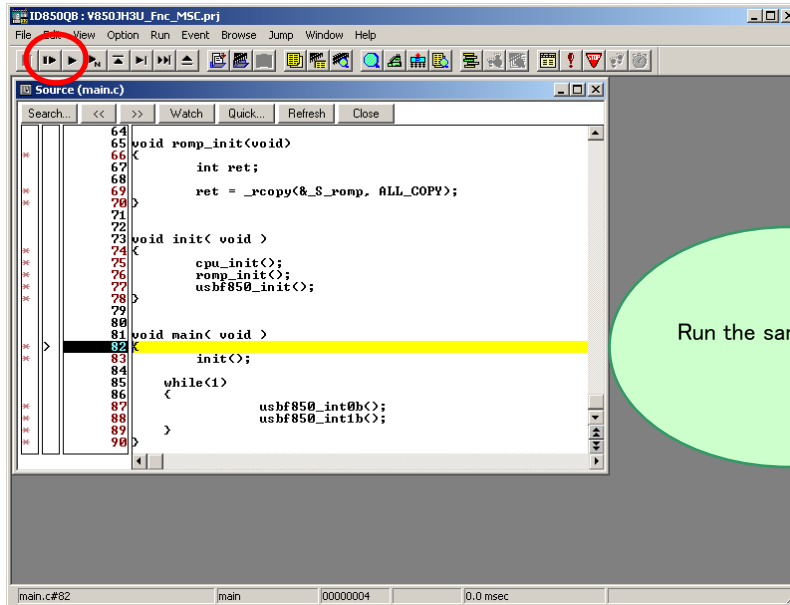 ID850QB : V850JH3U_Fnc_MSC.prj
File Edit View Option Run Event Browse Jump Window Help
Source (main.c)
Search... << >> Watch Quick... Refresh Close
64
65 void romp_init(void)
66 {
67 int ret;
68
69 ret = _rcopy(&_S_romp, ALL_COPY);
70 }
71
72
73 void init( void )
74 {
75 cpu_init();
76 romp_init();
77 usbf850_init();
78 }
79
80
81 void main( void )
82 {
83 init();
84
85 while(1)
86 {
87 usbf850_int0b();
88 usbf850_int1b();
89 }
90 }
Run the sa
main.c#82 main 00000004 0.0 msec